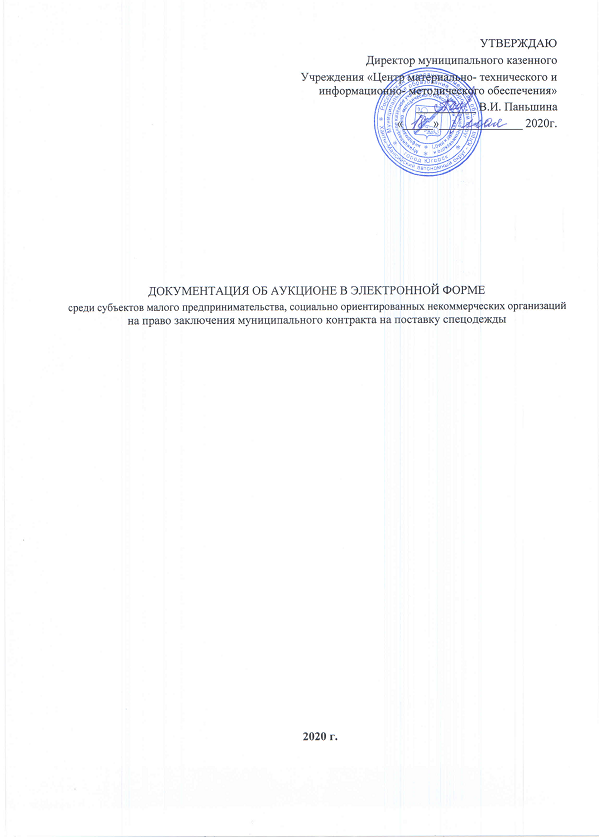 УТВЕРЖДАЮ
Директор муниципального казенного
Учреждения «Центр материально- технического и
информационно- методического обеспечения»
В.И. Паньшина
« » 2020г.
ДОКУМЕНТАЦИЯ ОБ АУКЦИОНЕ В ЭЛЕКТРОННОЙ ФОРМЕ
среди субъектов малого предпринимательства, социально ориентированных некоммерческих организаций
на право заключения муниципального контракта на поставку спецодежды
2020 г.